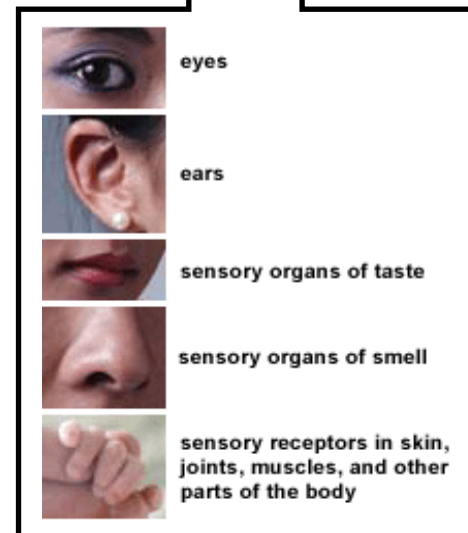 eyes
ears
sensory organs of taste
sensory organs of smell
sensory receptors in skin,
joints, muscles, and other
parts of the body